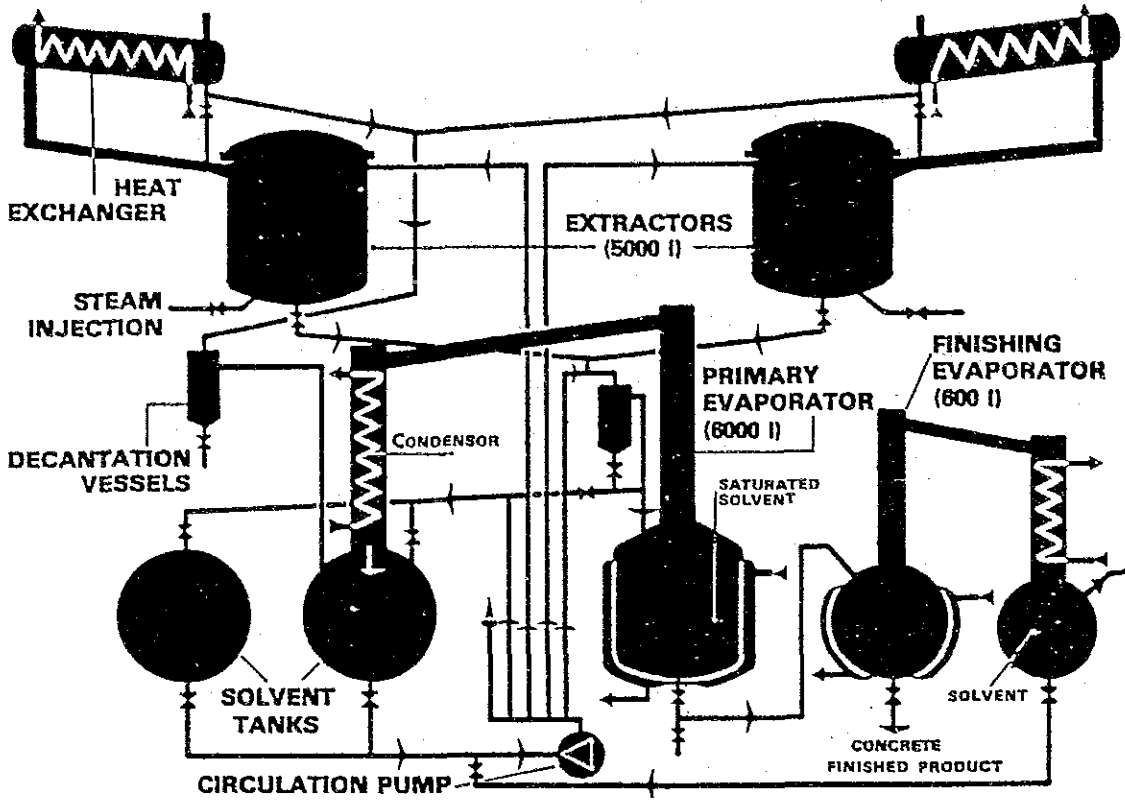 HEAT
EXCHANGER
EXTRACTORS
(5000 l)
STEAM
INJECTION
PRIMARY
EVAPORATOR
(6000 l)
FINISHING
EVAPORATOR
(600 l)
CONDENSOR
DECANTATION
VESSELS
SATURATED
SOLVENT
SOLVENT
TANKS
SOLVENT
CONCRETE
FINISHED PRODUCT
CIRCULATION PUMP